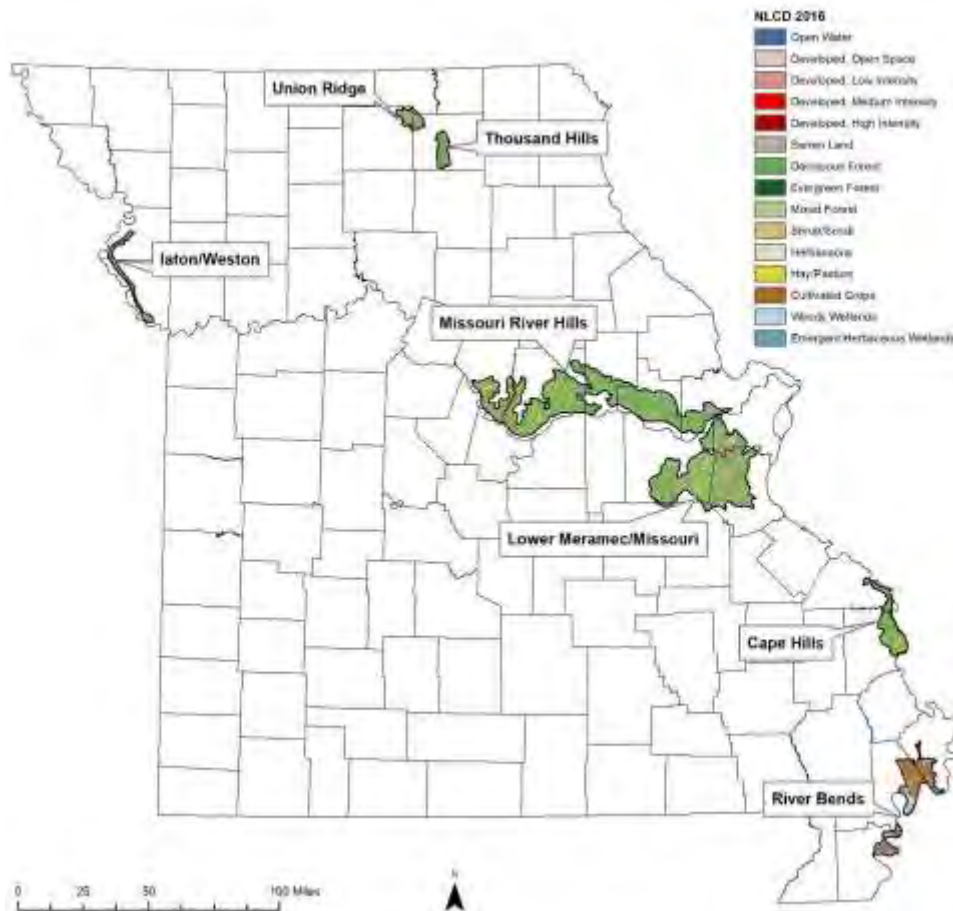 NLCD 2016
Open Water
Developed, Open Space
Developed, Low Intensity
Developed, Medium Intensity
Developed, High Intensity
Barren Land
Deciduous Forest
Evergreen Forest
Mixed Forest
Shrub/Scrub
Herbaceous
Hay/Pasture
Cultivated Crops
Woody Wetlands
Emergent Herbaceous Wetlands
Union Ridge
Thousand Hills
Iaton/Weston
Missouri River Hills
Lower Meramec/Missouri
Cape Hills
River Bends
0 25 50 100 Miles
N